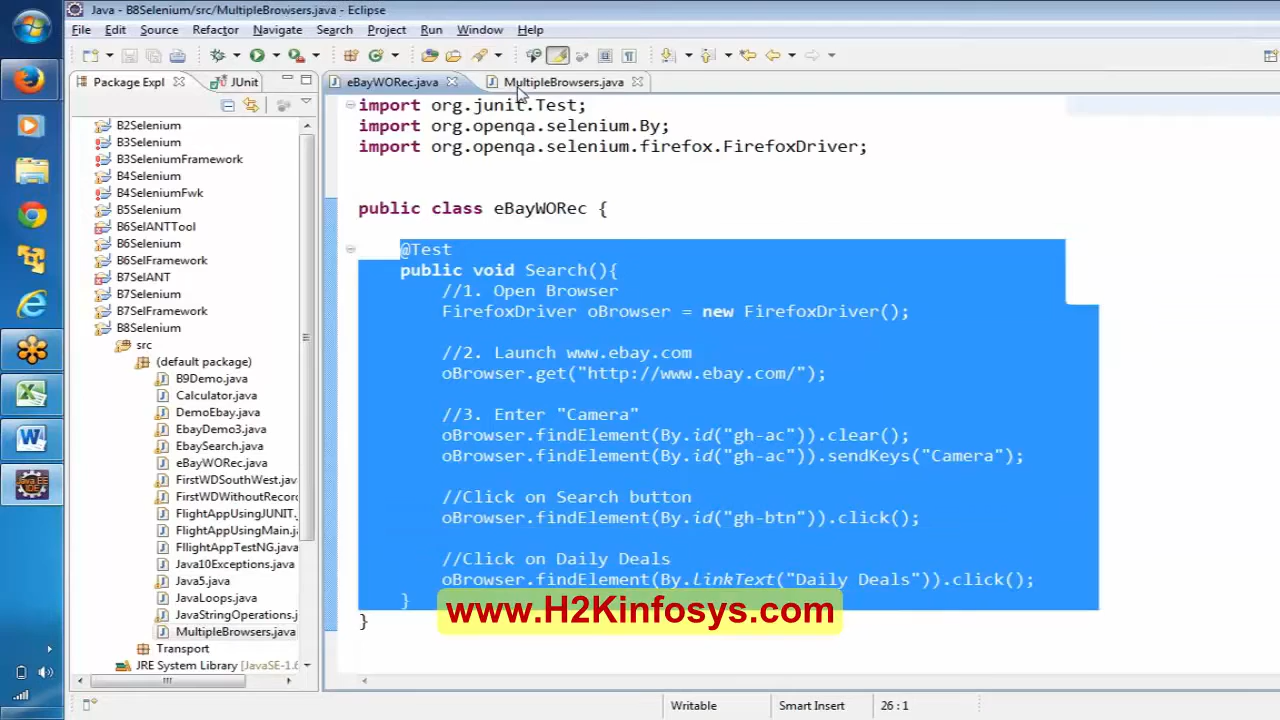 Java - B8Selenium/src/MultipleBrowsers.java - Eclipse
File Edit Source Refactor Navigate Search Project Run Window Help
Package Expl JUnit eBayWORec.java MultipleBrowsers.java
B2Selenium
B3Selenium
B3SeleniumFramework
B4Selenium
B4SeleniumFwk
B5Selenium
B6SelANTTool
B6Selenium
B6SelFramework
B7SelANT
B7Selenium
B7SelFramework
B8Selenium
src
(default package)
B9Demo.java
Calculator.java
DemoEbay.java
EbayDemo3.java
EbaySearch.java
eBayWORec.java
FirstWDSouthWest.jav
FirstWDWithoutRecor
FlightAppUsingJUNIT.
FlightAppUsingMain.j
FllightAppTestNG.java
Java10Exceptions.java
Java5.java
JavaLoops.java
JavaStringOperations.j
MultipleBrowsers.java
Transport
JRE System Library [JavaSE-1.6
import org.junit.Test;
import org.openqa.selenium.By;
import org.openqa.selenium.firefox.FirefoxDriver;
public class eBayWORec {
@Test
public void Search(){
//1. Open Browser
FirefoxDriver oBrowser = new FirefoxDriver();
//2. Launch www.ebay.com
oBrowser.get("http://www.ebay.com/");
//3. Enter "Camera"
oBrowser.findElement(By.id("gh-ac")).clear();
oBrowser.findElement(By.id("gh-ac")).sendKeys("Camera");
//Click on Search button
oBrowser.findElement(By.id("gh-btn")).click();
//Click on Daily Deals
oBrowser.findElement(By.linkText("Daily Deals")).click();
}
}
www.H2Kinfosys.com
Writable Smart Insert 26 : 1